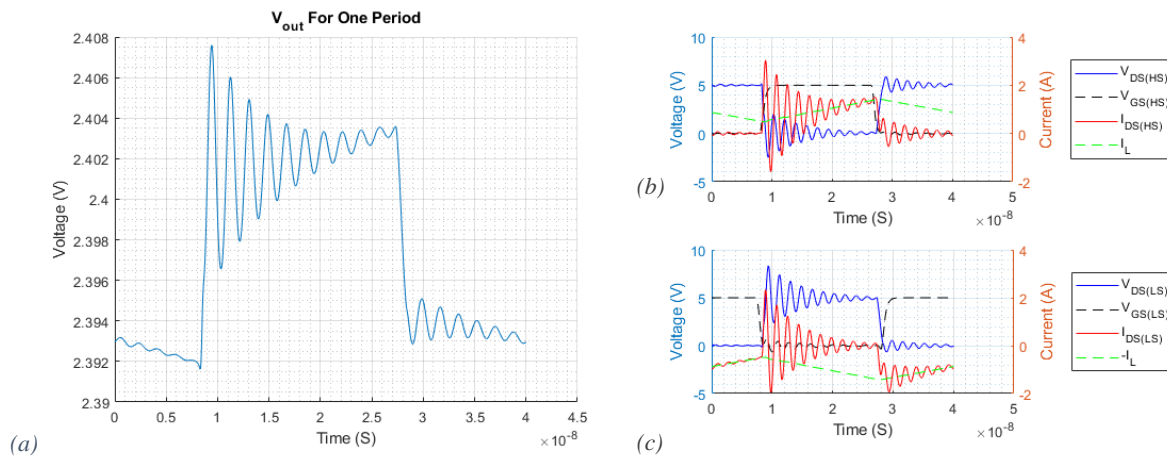 V_out For One Period
2.408
2.406
2.404
2.402
2.4
2.398
2.396
2.394
2.392
2.39
Voltage (V)
0 0.5 1 1.5 2 2.5 3 3.5 4 4.5
Time (S)
×10^-8
(a)
10
5
0
-5
Voltage (V)
4
2
0
-2
Current (A)
0 1 2 3 4 5
Time (S)
×10^-8
V_DS(HS)
V_GS(HS)
I_DS(HS)
I_L
(b)
10
5
0
-5
Voltage (V)
4
2
0
-2
Current (A)
0 1 2 3 4 5
Time (S)
×10^-8
V_DS(LS)
V_GS(LS)
I_DS(LS)
-I_L
(c)